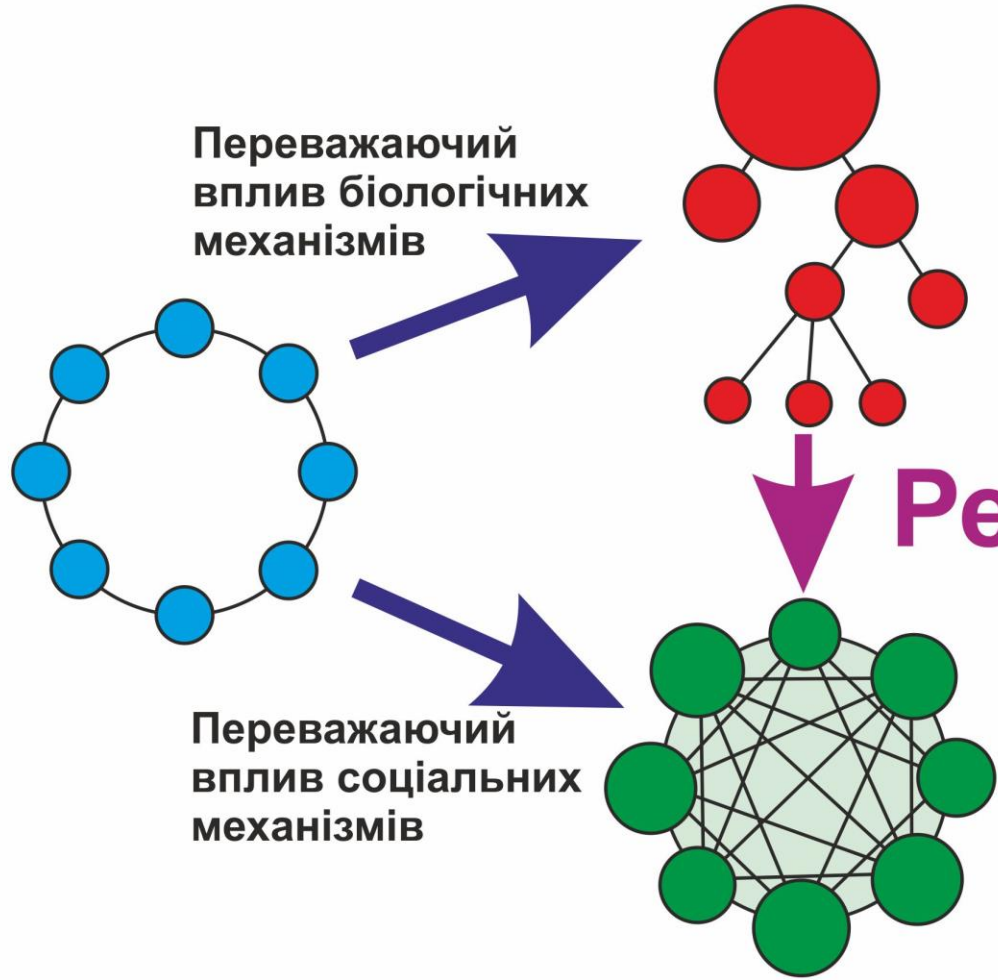 Переважаючий
вплив біологічних
механізмів
Ре
Переважаючий
вплив соціальних
механізмів